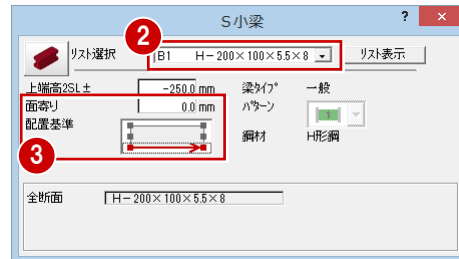 S小梁 ? ×
2
リスト選択 B1 H-200×100×5.5×8 リスト表示
上端高2SL± -250.0 mm 梁タイプ 一般
面寄り 0.0 mm パターン 1
配置基準 鋼材 H形鋼
3
全断面 H-200×100×5.5×8